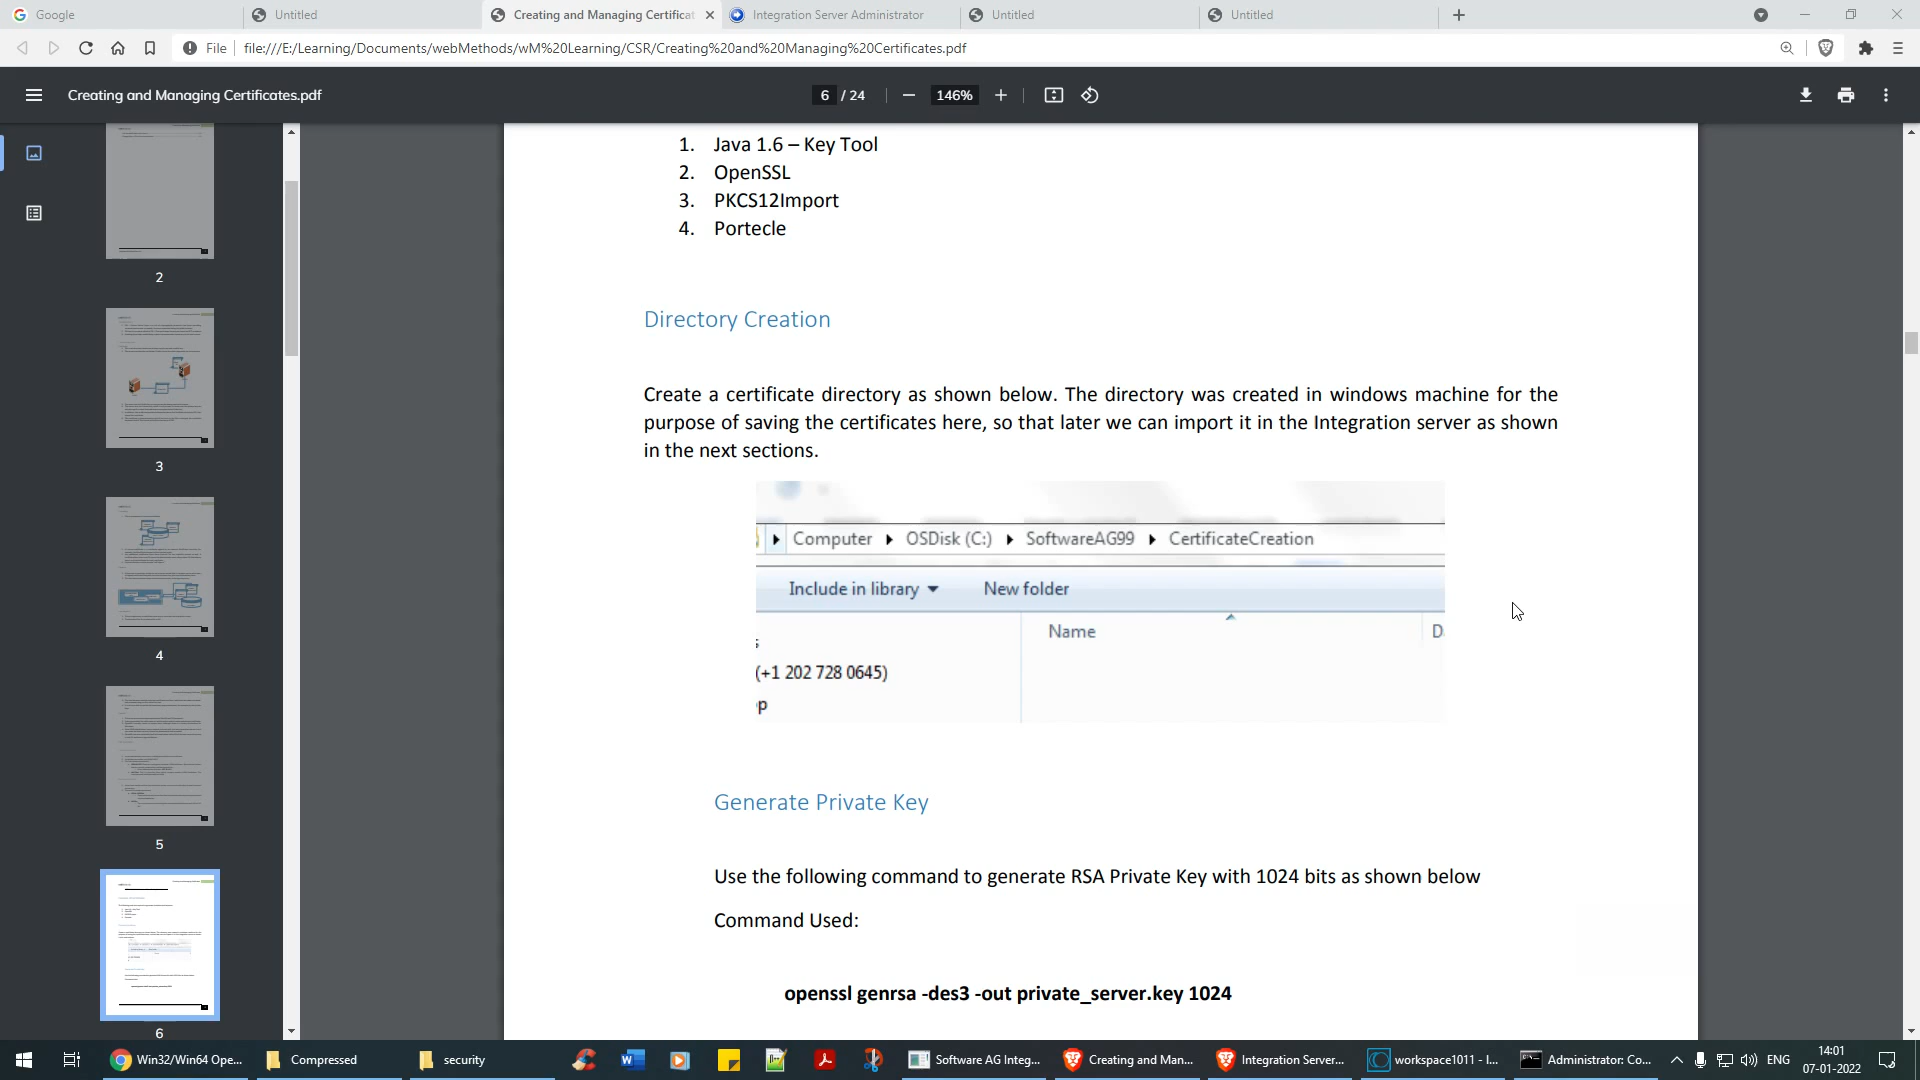 Google
Untitled
Creating and Managing Certificat
Integration Server Administrator
Untitled
Untitled
File
file:///E:/Learning/Documents/webMethods/wM%20Learning/CSR/Creating%20and%20Managing%20Certificates.pdf
Creating and Managing Certificates.pdf
6 / 24
146%
1. Java 1.6 – Key Tool
2. OpenSSL
3. PKCS12Import
4. Portecle
Directory Creation
Create a certificate directory as shown below. The directory was created in windows machine for the
purpose of saving the certificates here, so that later we can import it in the Integration server as shown
in the next sections.
Computer OSDisk (C:) SoftwareAG99 CertificateCreation
Include in library New folder
Name D
s
(+1 202 728 0645)
op
Generate Private Key
Use the following command to generate RSA Private Key with 1024 bits as shown below
Command Used:
openssl genrsa -des3 -out private_server.key 1024
2
3
4
5
6
Win32/Win64 Ope...
Compressed
security
Software AG Integ...
Creating and Man...
Integration Server...
workspace1011 - I...
Administrator: Co...
ENG
14:01
07-01-2022